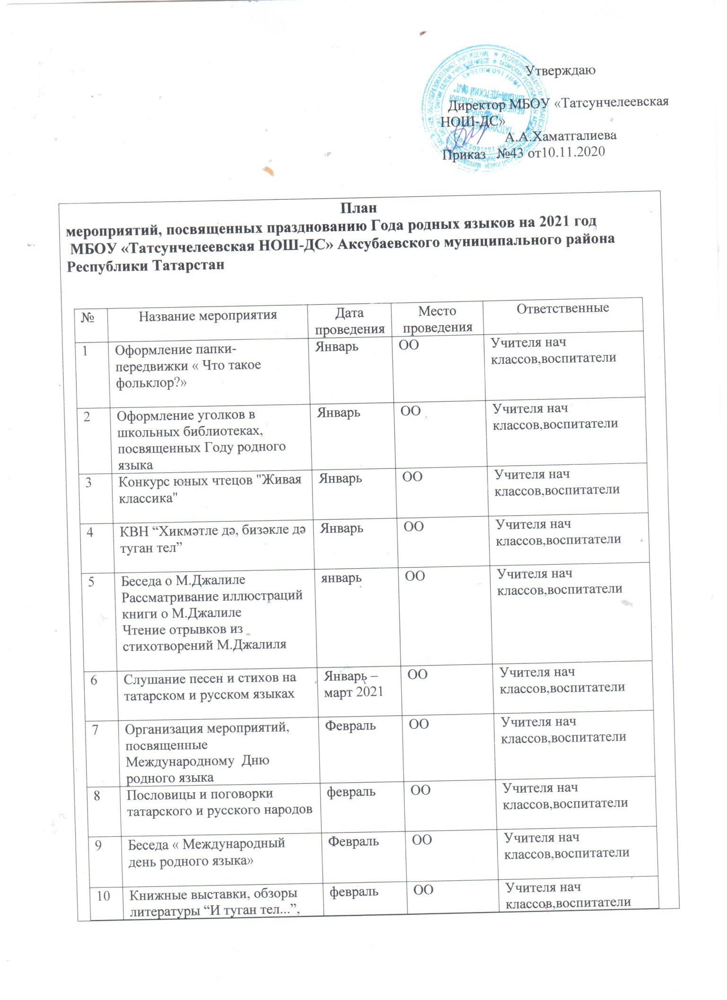 Утверждаю
Директор МБОУ «Татсунчелеевская
НОШ-ДС»
А.А.Хаматгалиева
Приказ №43 от10.11.2020
План
мероприятий, посвященных празднованию Года родных языков на 2021 год
МБОУ «Татсунчелеевская НОШ-ДС» Аксубаевского муниципального района
Республики Татарстан
№ Название мероприятия Дата Место Ответственные
проведения проведения
1 Оформление папки- Январь ОО Учителя нач
передвижки « Что такое классов,воспитатели
фольклор?»
2 Оформление уголков в Январь ОО Учителя нач
школьных библиотеках, классов,воспитатели
посвященных Году родного
языка
3 Конкурс юных чтецов "Живая Январь ОО Учителя нач
классика" классов,воспитатели
4 КВН “Хикмәтле дә, бизәкле дә Январь ОО Учителя нач
туган тел” классов,воспитатели
5 Беседа о М.Джалиле январь ОО Учителя нач
Рассматривание иллюстраций классов,воспитатели
книги о М.Джалиле
Чтение отрывков из
стихотворений М.Джалиля
6 Слушание песен и стихов на Январь – ОО Учителя нач
татарском и русском языках март 2021 классов,воспитатели
7 Организация мероприятий, Февраль ОО Учителя нач
посвященные классов,воспитатели
Международному Дню
родного языка
8 Пословицы и поговорки февраль ОО Учителя нач
татарского и русского народов классов,воспитатели
9 Беседа « Международный Февраль ОО Учителя нач
день родного языка» классов,воспитатели
10 Книжные выставки, обзоры февраль ОО Учителя нач
литературы “И туган тел...”, классов,воспитатели